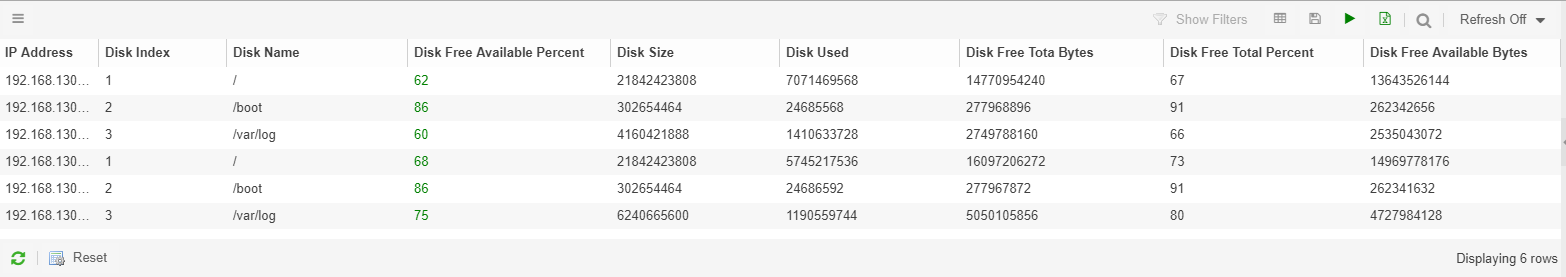 Show Filters Refresh Off
IP Address Disk Index Disk Name Disk Free Available Percent Disk Size Disk Used Disk Free Tota Bytes Disk Free Total Percent Disk Free Available Bytes
192.168.130... 1 / 62 21842423808 7071469568 14770954240 67 13643526144
192.168.130... 2 /boot 86 302654464 24685568 277968896 91 262342656
192.168.130... 3 /var/log 60 4160421888 1410633728 2749788160 66 2535043072
192.168.130... 1 / 68 21842423808 5745217536 16097206272 73 14969778176
192.168.130... 2 /boot 86 302654464 24686592 277967872 91 262341632
192.168.130... 3 /var/log 75 6240665600 1190559744 5050105856 80 4727984128
Reset Displaying 6 rows